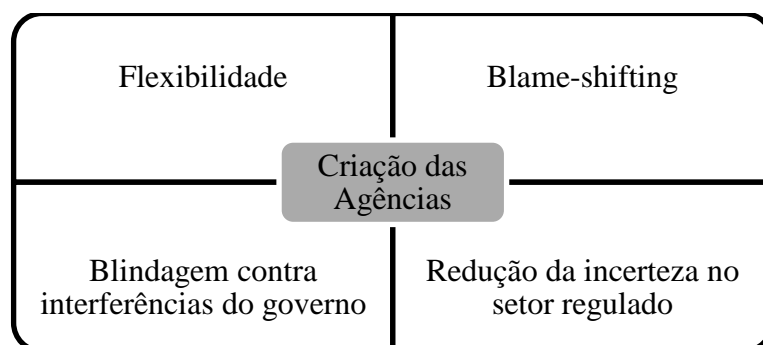 Flexibilidade
Blame-shifting
Criação das
Agências
Blindagem contra
interferências do governo
Redução da incerteza no
setor regulado